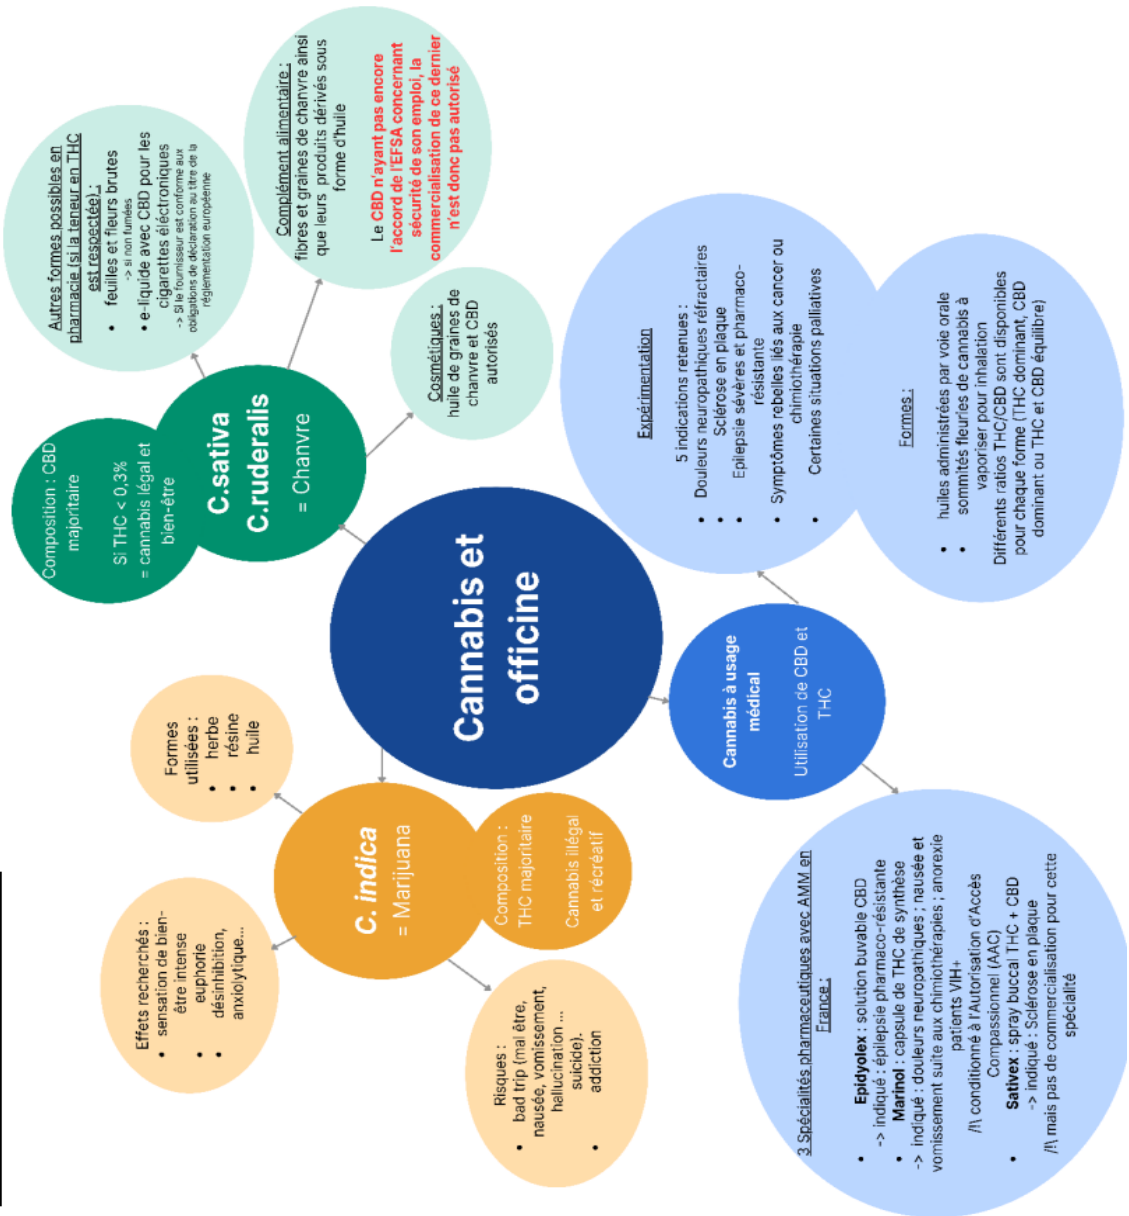 Cannabis et
officine
C.sativa
C.ruderalis
= Chanvre
Composition : CBD
majoritaire
Si THC < 0,3%
= cannabis légal et
bien-être
Autres formes possibles en
pharmacie (si la teneur en THC
est respectée) :
• feuilles et fleurs brutes
-> si non fumées
• e-liquide avec CBD pour les
cigarettes éléctroniques
-> Si le fournisseur est conforme aux
obligations de déclaration au titre de la
réglementation européenne
Complément alimentaire :
fibres et graines de chanvre ainsi
que leurs produits dérivés sous
forme d'huile
Le CBD n'ayant pas encore
l'accord de l'EFSA concernant
sécurité de son emploi, la
commercialisation de ce dernier
n'est donc pas autorisé
Cosmétiques :
huile de graines de
chanvre et CBD
autorisés
C. indica
= Marijuana
Composition :
THC majoritaire
Cannabis illégal
et récréatif
Formes
utilisées :
• herbe
• résine
• huile
Effets recherchés :
• sensation de bien-
être intense
• euphorie
• désinhibition,
anxiolytique...
Risques :
• bad trip (mal être,
nausée, vomissement,
hallucination ...
suicide).
• addiction
Cannabis à usage
médical
Utilisation de CBD et
THC
Expérimentation
5 indications retenues :
• Douleurs neuropathiques réfractaires
• Sclérose en plaque
• Epilepsie sévères et pharmaco-
résistante
• Symptômes rebelles liés aux cancer ou
chimiothérapie
• Certaines situations palliatives
Formes :
• huiles administrées par voie orale
• sommités fleuries de cannabis à
vaporiser pour inhalation
Différents ratios THC/CBD sont disponibles
pour chaque forme (THC dominant, CBD
dominant ou THC et CBD équilibre)
3 Spécialités pharmaceutiques avec AMM en
France :
• Epidyolex : solution buvable CBD
-> indiqué : épilepsie pharmaco-résistante
• Marinol : capsule de THC de synthèse
-> indiqué : douleurs neuropathiques ; nausée et
vomissement suite aux chimiothérapies ; anorexie
patients VIH+
/!\ conditionné à l'Autorisation d'Accès
Compassionnel (AAC)
• Sativex : spray buccal THC + CBD
-> indiqué : Sclérose en plaque
/!\ mais pas de commercialisation pour cette
spécialité